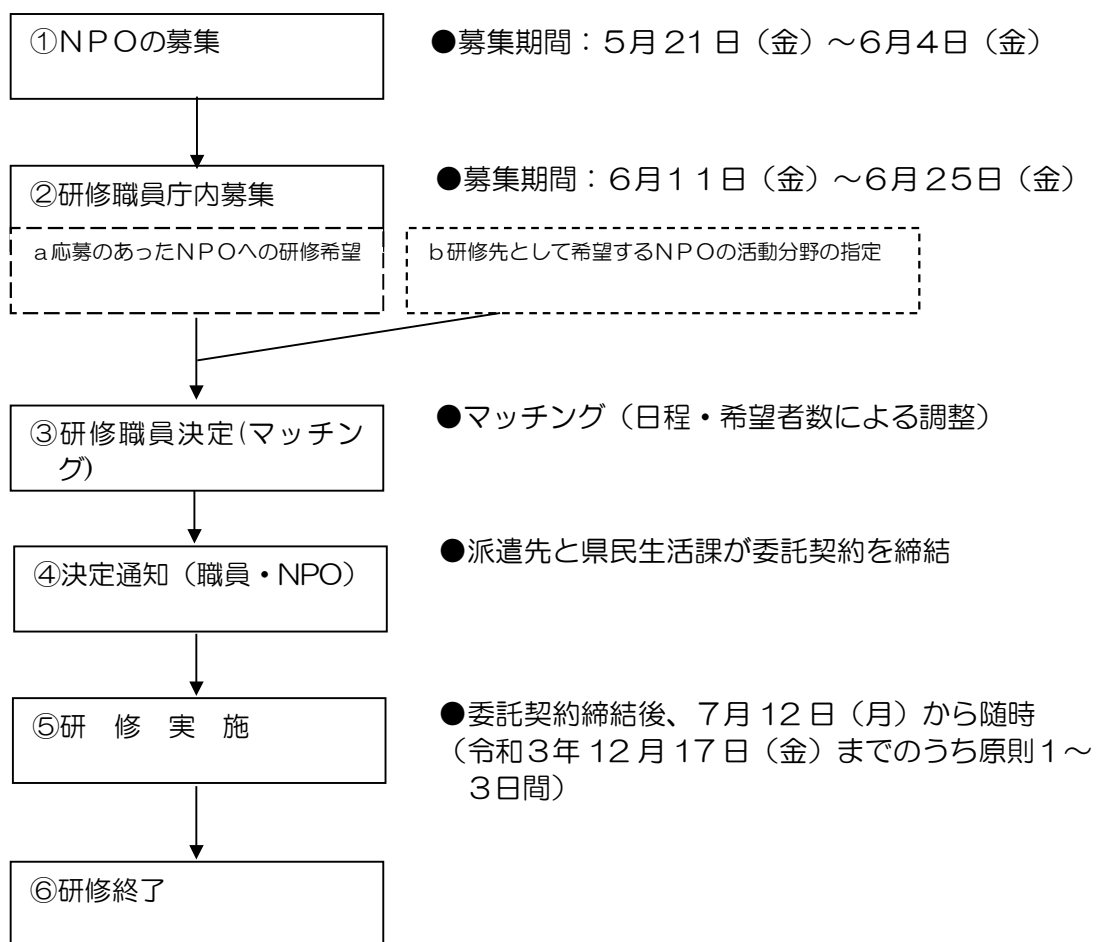 ①ＮＰＯの募集
●募集期間：５月21日（金）～６月４日（金）
②研修職員庁内募集
●募集期間：６月１１日（金）～６月２５日（金）
ａ応募のあったＮＰＯへの研修希望
ｂ研修先として希望するＮＰＯの活動分野の指定
③研修職員決定(マッチン
グ)
●マッチング（日程・希望者数による調整）
④決定通知（職員・NPO）
●派遣先と県民生活課が委託契約を締結
⑤研　修　実　施
●委託契約締結後、７月12日（月）から随時
（令和３年12月17日（金）までのうち原則１～
３日間）
⑥研修終了